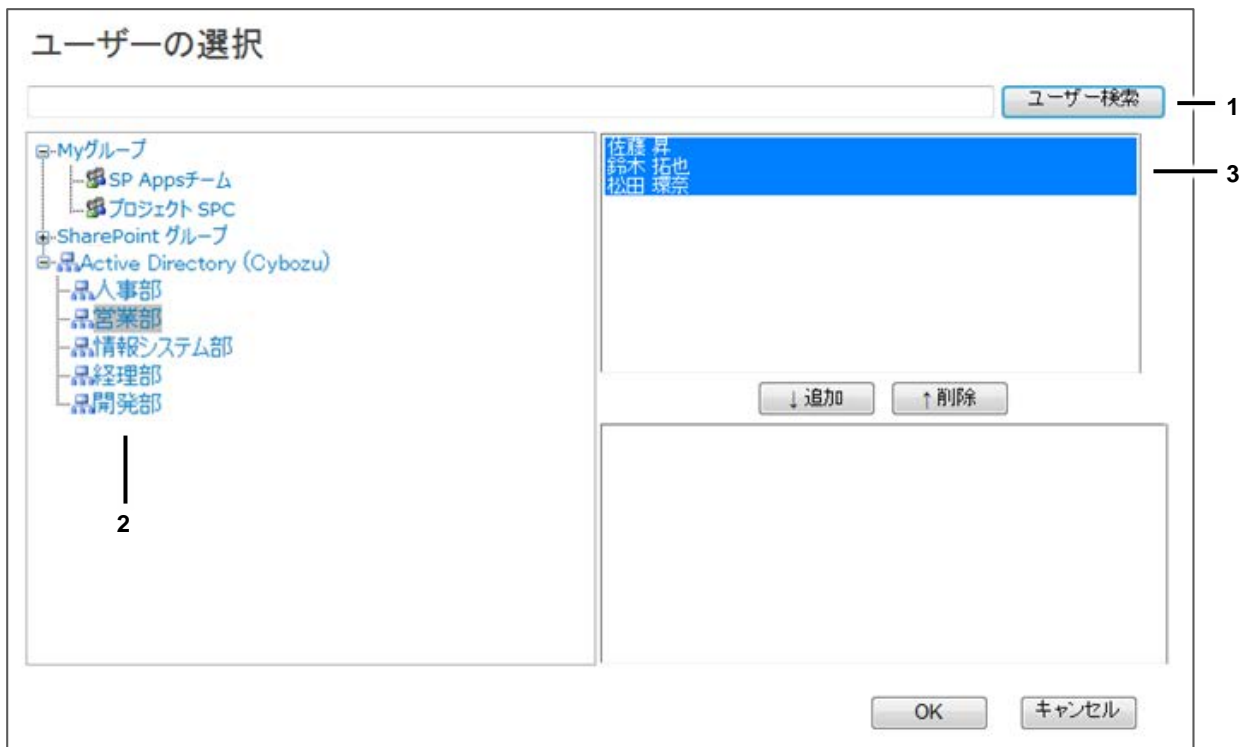 ユーザーの選択
ユーザー検索
1
Myグループ
SP Appsチーム
プロジェクト SPC
SharePoint グループ
Active Directory (Cybozu)
人事部
営業部
情報システム部
経理部
開発部
2
佐藤 昇
鈴木 拓也
松田 環奈
3
↓追加
↑削除
OK
キャンセル